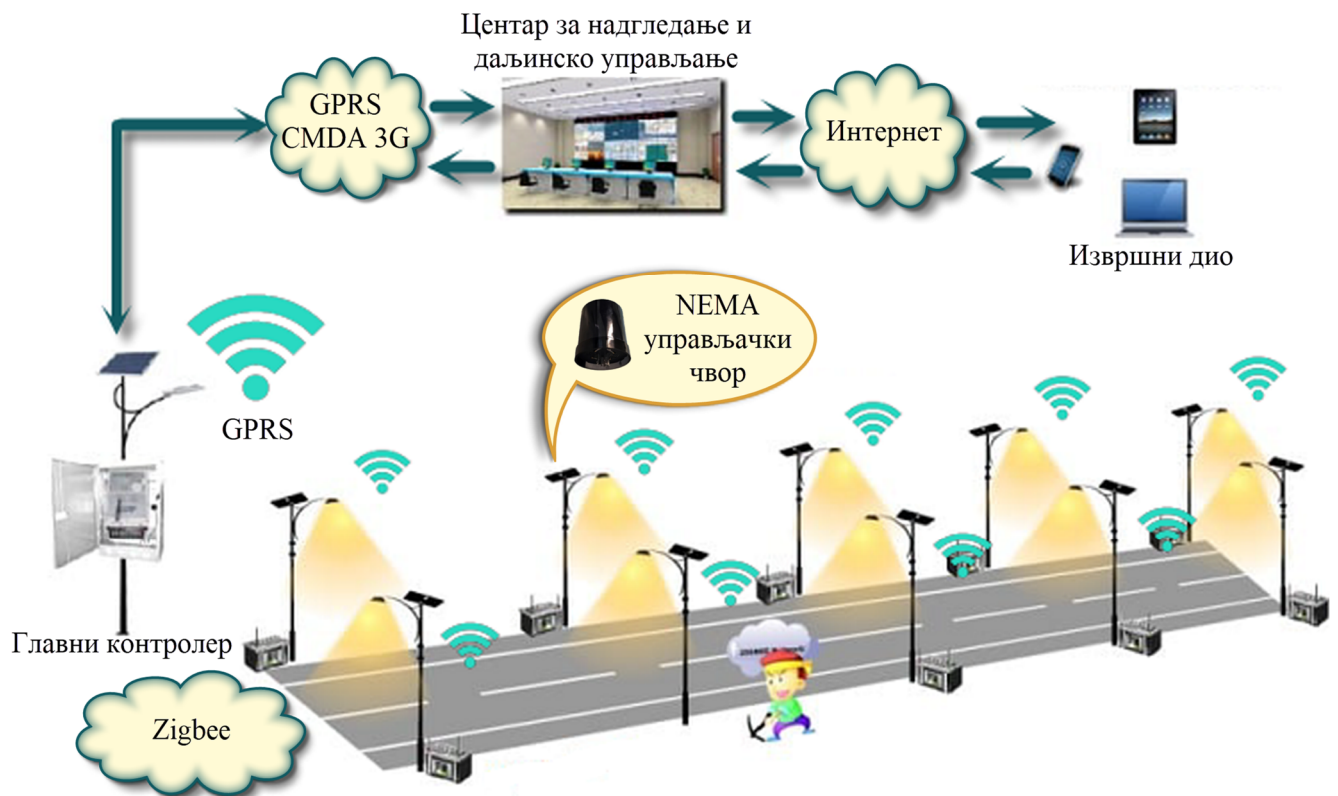 Центар за надгледање и
даљинско управљање
GPRS
CMDA 3G
Интернет
Извршни дио
NEMA
управљачки
чвор
GPRS
Главни контролер
Zigbee